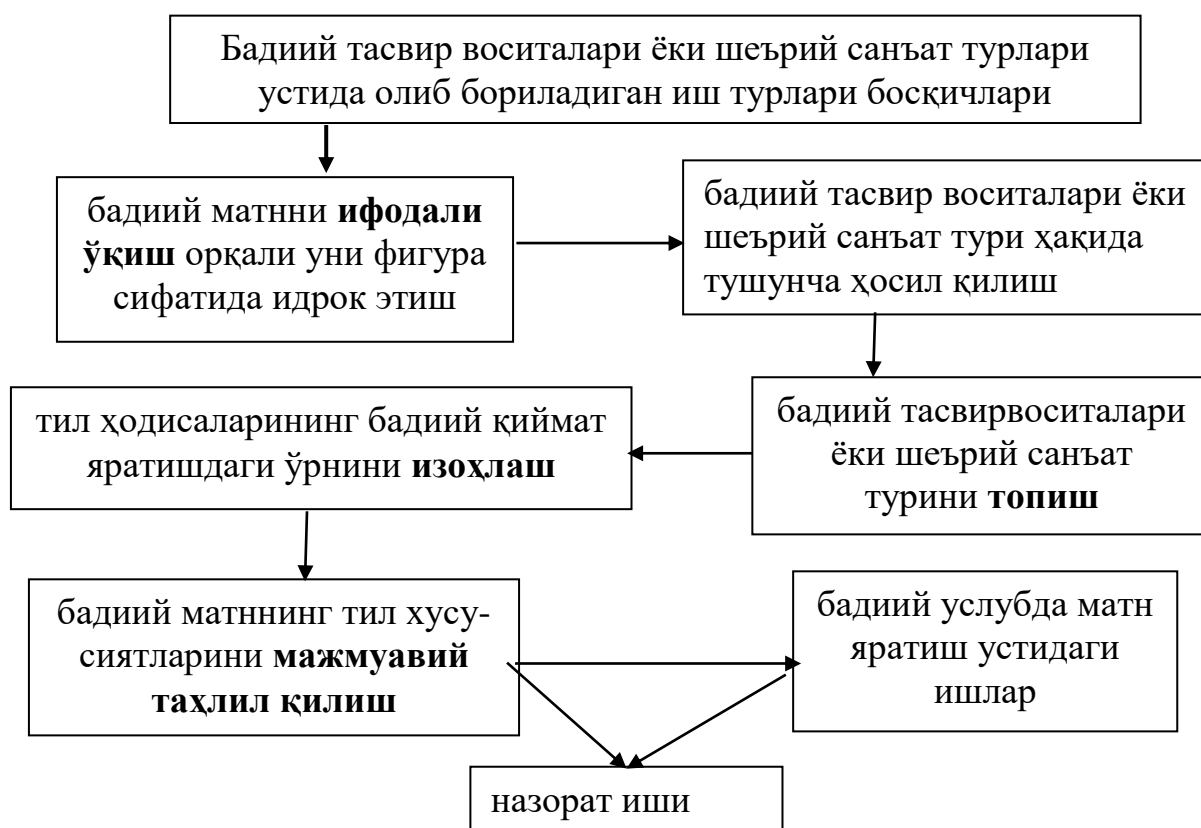 Бадиий тасвир воситалари ёки шеърий санъат турлари
устида олиб бориладиган иш турлари босқичлари
бадиий матнни ифодали
ўқиш орқали уни фигура
сифатида идрок этиш
бадиий тасвир воситалари ёки
шеърий санъат тури ҳақида
тушунча ҳосил қилиш
бадиий тасвирвоситалари
ёки шеърий санъат
турини топиш
тил ҳодисаларининг бадиий қиймат
яратишдаги ўрнини изоҳлаш
бадиий матннинг тил хусу-
сиятларини мажмуавий
таҳлил қилиш
бадиий услубда матн
яратиш устидаги
ишлар
назорат иши